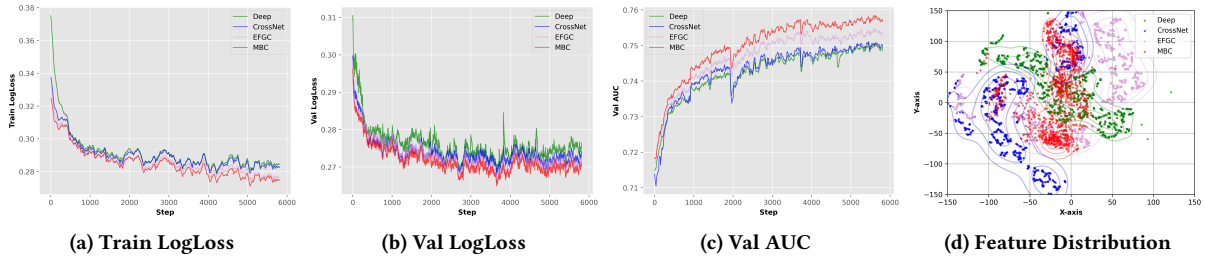 0.38
0.36
0.34
0.32
0.30
0.28
Train LogLoss
0 1000 2000 3000 4000 5000 6000
Step
Deep
CrossNet
EFGC
MBC
(a) Train LogLoss
0.31
0.30
0.29
0.28
0.27
Val LogLoss
0 1000 2000 3000 4000 5000 6000
Step
Deep
CrossNet
EFGC
MBC
(b) Val LogLoss
0.76
0.75
0.74
0.73
0.72
0.71
Val AUC
0 1000 2000 3000 4000 5000 6000
Step
Deep
CrossNet
EFGC
MBC
(c) Val AUC
150
100
50
0
−50
−100
−150
Y-axis
−150 −100 −50 0 50 100 150
X-axis
Deep
CrossNet
EFGC
MBC
(d) Feature Distribution